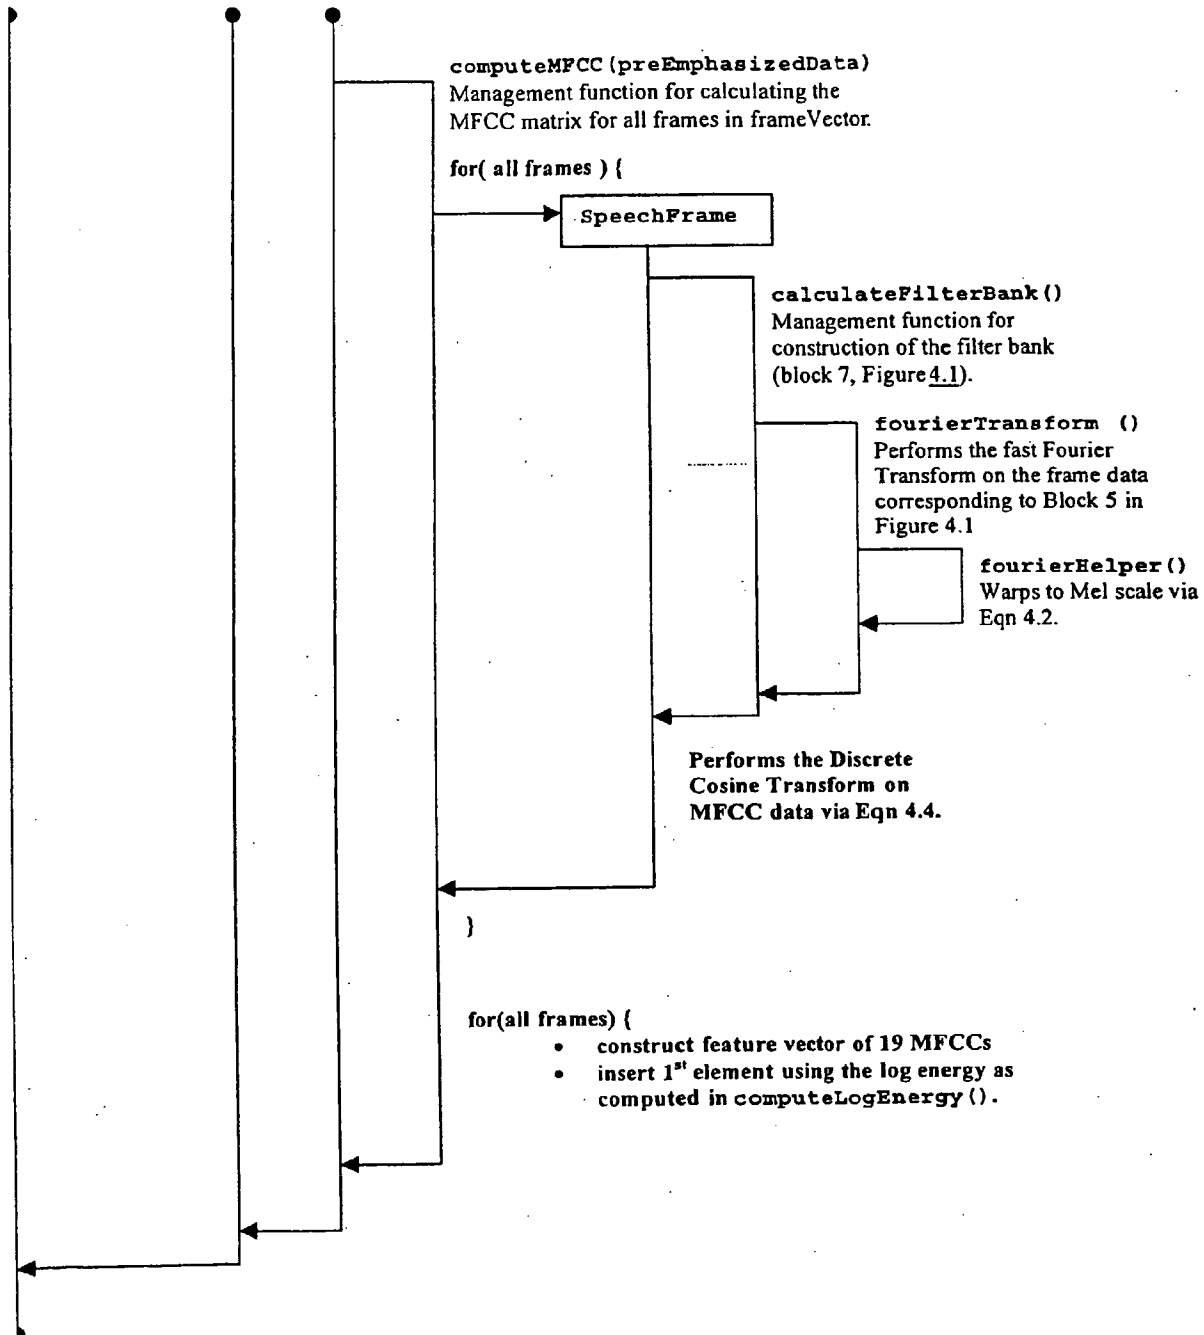 computeMFCC(preEmphasizedData)
Management function for calculating the
MFCC matrix for all frames in frameVector.
for( all frames ) {
SpeechFrame
calculateFilterBank()
Management function for
construction of the filter bank
(block 7, Figure 4.1).
fourierTransform ()
Performs the fast Fourier
Transform on the frame data
corresponding to Block 5 in
Figure 4.1
fourierHelper()
Warps to Mel scale via
Eqn 4.2.
Performs the Discrete
Cosine Transform on
MFCC data via Eqn 4.4.
}
for(all frames) {
• construct feature vector of 19 MFCCs
• insert 1st element using the log energy as
computed in computeLogEnergy().